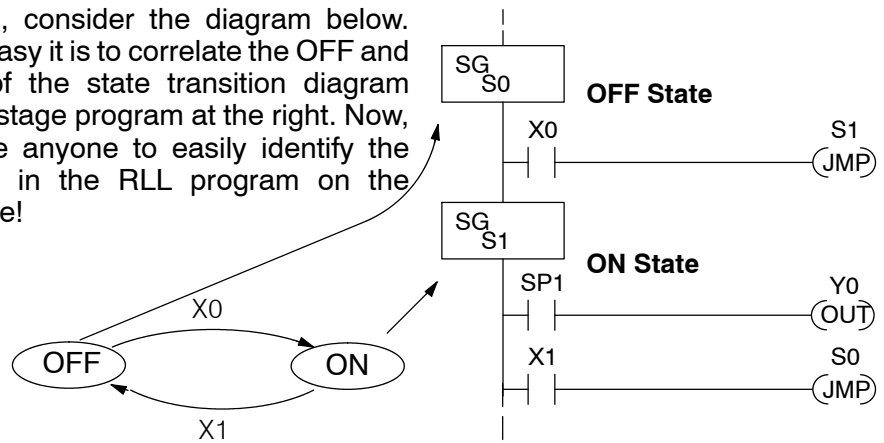 , consider the diagram below.
easy it is to correlate the OFF and
of the state transition diagram
stage program at the right. Now,
anyone to easily identify the
in the RLL program on the
e!
SG
S0
OFF State
X0
S1
JMP
SG
S1
ON State
SP1
Y0
OUT
X1
S0
JMP
X0
OFF
ON
X1